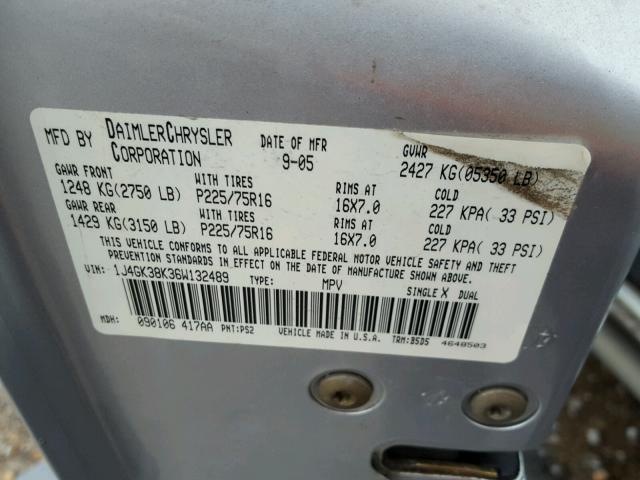 MFD BY DAIMLERCHRYSLER CORPORATION DATE OF MFR 9-05 GVWR 2427 KG(05350 LB)
GAWR FRONT WITH TIRES RIMS AT COLD
1248 KG(2750 LB) P225/75R16 16X7.0 227 KPA( 33 PSI)
GAWR REAR WITH TIRES RIMS AT COLD
1429 KG(3150 LB) P225/75R16 16X7.0 227 KPA( 33 PSI)
THIS VEHICLE CONFORMS TO ALL APPLICABLE FEDERAL MOTOR VEHICLE SAFETY AND THEFT
PREVENTION STANDARDS IN EFFECT ON THE DATE OF MANUFACTURE SHOWN ABOVE.
VIN: 1J4GK38K36W132489 TYPE: MPV SINGLE X DUAL
MDH: 090106 417AA PNT:PS2 VEHICLE MADE IN U.S.A. TRM:B5D5 4648503